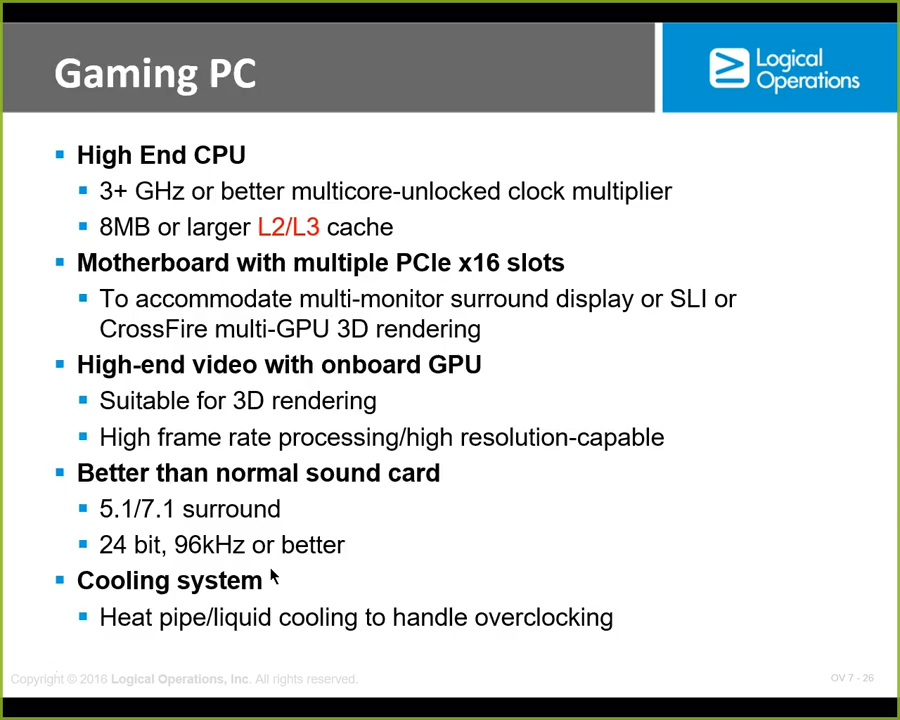 Gaming PC
Logical
Operations
High End CPU
3+ GHz or better multicore-unlocked clock multiplier
8MB or larger L2/L3 cache
Motherboard with multiple PCIe x16 slots
To accommodate multi-monitor surround display or SLI or
CrossFire multi-GPU 3D rendering
High-end video with onboard GPU
Suitable for 3D rendering
High frame rate processing/high resolution-capable
Better than normal sound card
5.1/7.1 surround
24 bit, 96kHz or better
Cooling system
Heat pipe/liquid cooling to handle overclocking
Copyright © 2016 Logical Operations, Inc. All rights reserved.
OV 7 - 26